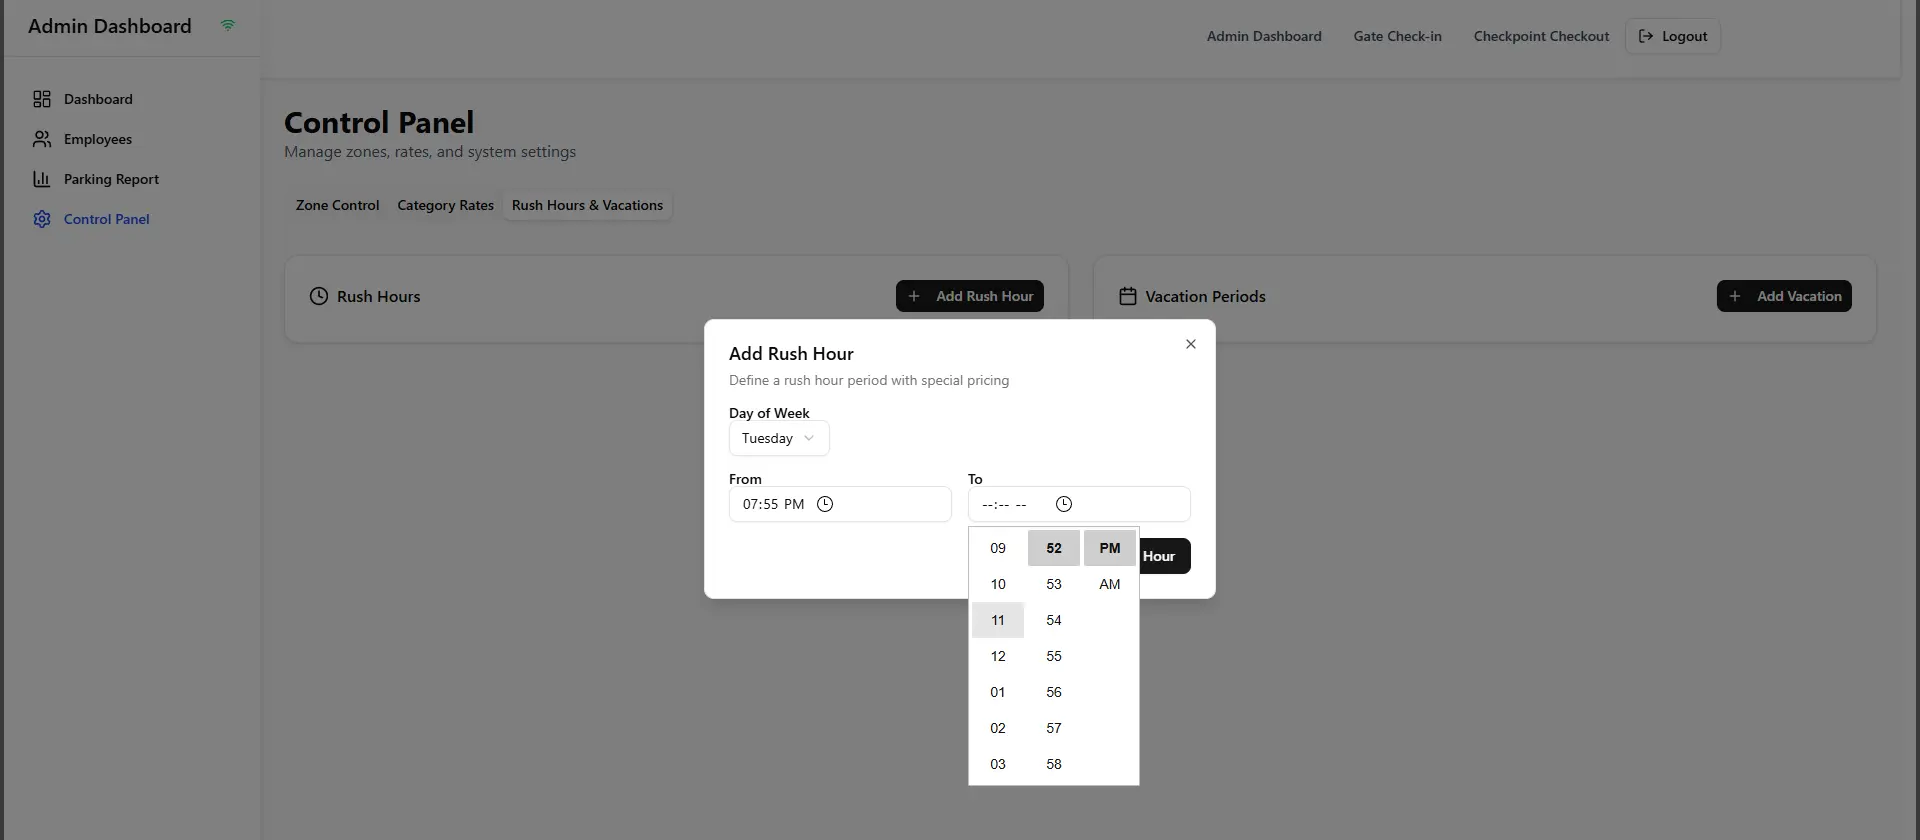 Admin Dashboard
Admin Dashboard
Gate Check-in
Checkpoint Checkout
Logout
Dashboard
Employees
Parking Report
Control Panel
Control Panel
Manage zones, rates, and system settings
Zone Control
Category Rates
Rush Hours & Vacations
Rush Hours
Add Rush Hour
Vacation Periods
Add Vacation
Add Rush Hour
Define a rush hour period with special pricing
Day of Week
Tuesday
From
To
07:55 PM
--:-- --
Hour
09 52 PM
10 53 AM
11 54
12 55
01 56
02 57
03 58